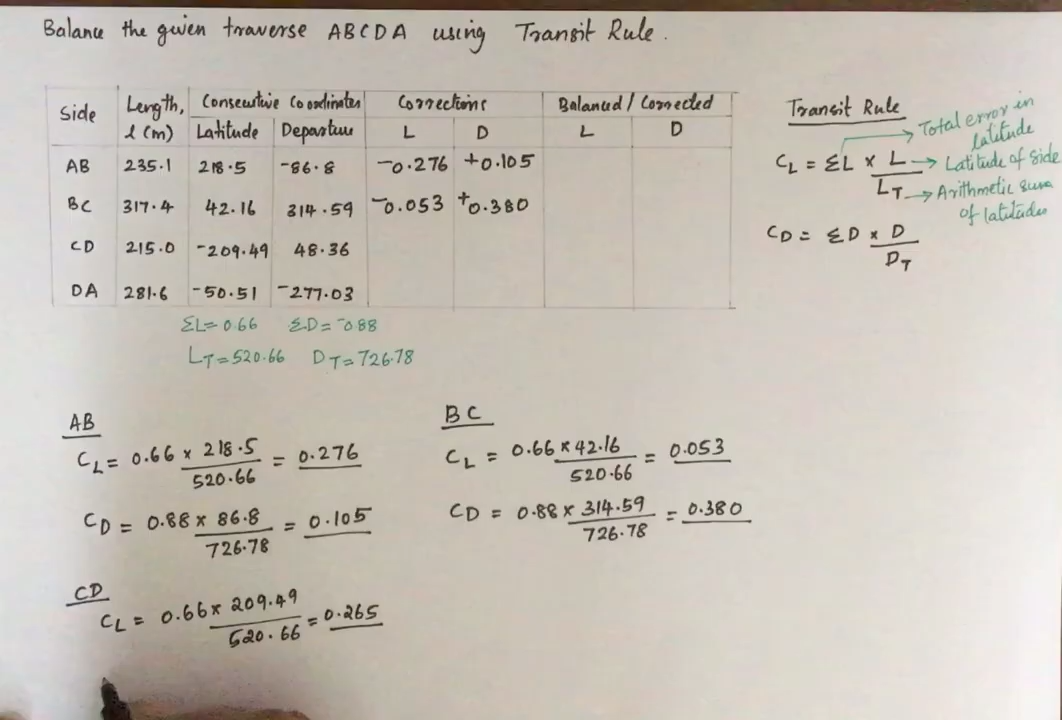 Balance the given traverse ABCDA using Transit Rule.
Side Length, l (m) Consecutive Coordinates Corrections Balanced / Corrected
Latitude Departure L D L D
AB 235.1 218.5 -86.8 -0.276 +0.105
BC 317.4 42.16 314.59 -0.053 +0.380
CD 215.0 -209.49 48.36
DA 281.6 -50.51 -277.03
ΣL= 0.66 ΣD= -0.88
LT = 520.66 DT = 726.78
Transit Rule
Total error in latitude
CL = ΣL × L / LT
Latitude of side
Arithmetic sum of latitudes
CD = ΣD × D / DT
AB
CL = 0.66 × 218.5 / 520.66 = 0.276
CD = 0.88 × 86.8 / 726.78 = 0.105
BC
CL = 0.66 × 42.16 / 520.66 = 0.053
CD = 0.88 × 314.59 / 726.78 = 0.380
CD
CL = 0.66 × 209.49 / 520.66 = 0.265